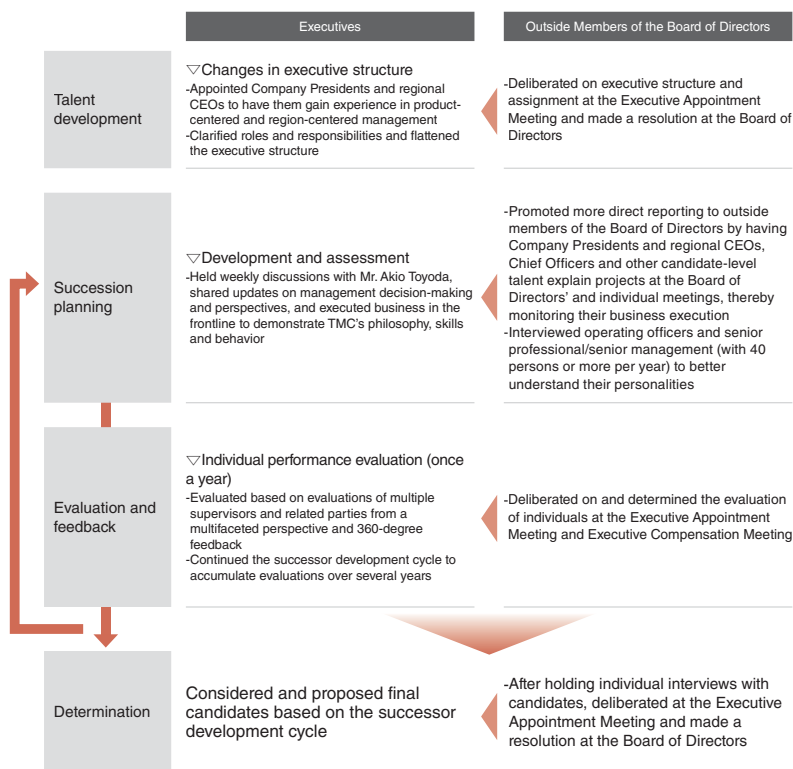 Executives
Outside Members of the Board of Directors
Talent
development
▽Changes in executive structure
-Appointed Company Presidents and regional
CEOs to have them gain experience in product-
centered and region-centered management
-Clarified roles and responsibilities and flattened
the executive structure
-Deliberated on executive structure and
assignment at the Executive Appointment
Meeting and made a resolution at the Board of
Directors
Succession
planning
▽Development and assessment
-Held weekly discussions with Mr. Akio Toyoda,
shared updates on management decision-making
and perspectives, and executed business in the
frontline to demonstrate TMC's philosophy, skills
and behavior
-Promoted more direct reporting to outside
members of the Board of Directors by having
Company Presidents and regional CEOs,
Chief Officers and other candidate-level
talent explain projects at the Board of
Directors' and individual meetings, thereby
monitoring their business execution
-Interviewed operating officers and senior
professional/senior management (with 40
persons or more per year) to better
understand their personalities
Evaluation and
feedback
▽Individual performance evaluation (once
a year)
-Evaluated based on evaluations of multiple
supervisors and related parties from a
multifaceted perspective and 360-degree
feedback
-Continued the successor development cycle to
accumulate evaluations over several years
-Deliberated on and determined the evaluation
of individuals at the Executive Appointment
Meeting and Executive Compensation Meeting
Determination
Considered and proposed final
candidates based on the successor
development cycle
-After holding individual interviews with
candidates, deliberated at the Executive
Appointment Meeting and made a
resolution at the Board of Directors